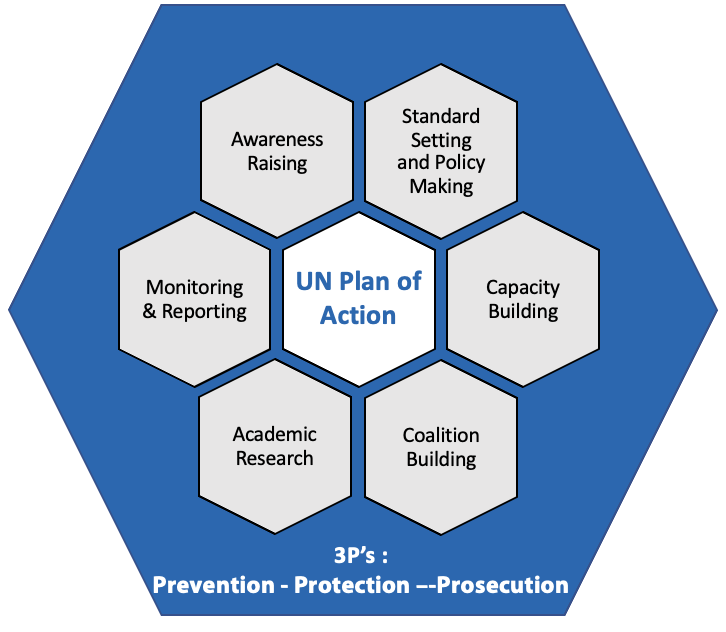 Awareness
Raising
Standard
Setting
and Policy
Making
Monitoring
& Reporting
UN Plan of
Action
Capacity
Building
Academic
Research
Coalition
Building
3P’s :
Prevention - Protection –-Prosecution